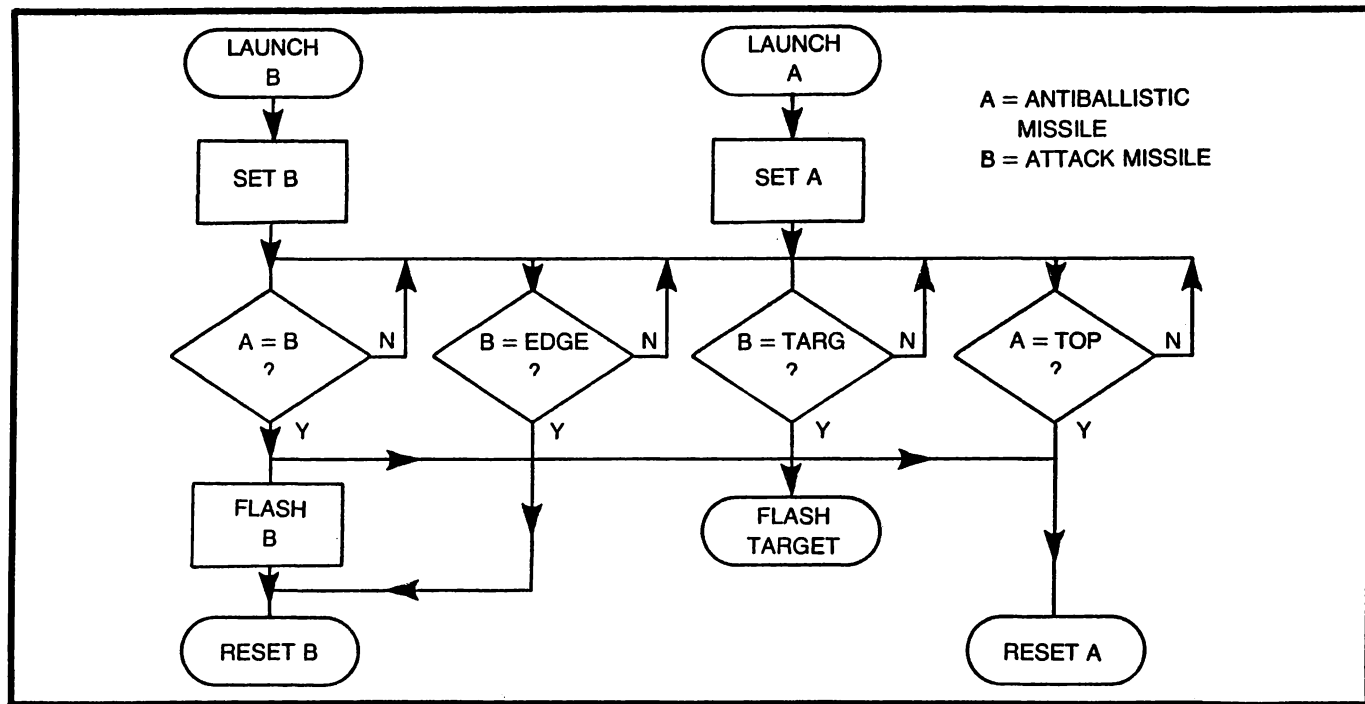 LAUNCH
B
LAUNCH
A
A = ANTIBALLISTIC
MISSILE
B = ATTACK MISSILE
SET B
SET A
A = B
?
N
B = EDGE
?
N
B = TARG
?
N
A = TOP
?
N
Y
Y
Y
Y
FLASH
B
FLASH
TARGET
RESET B
RESET A